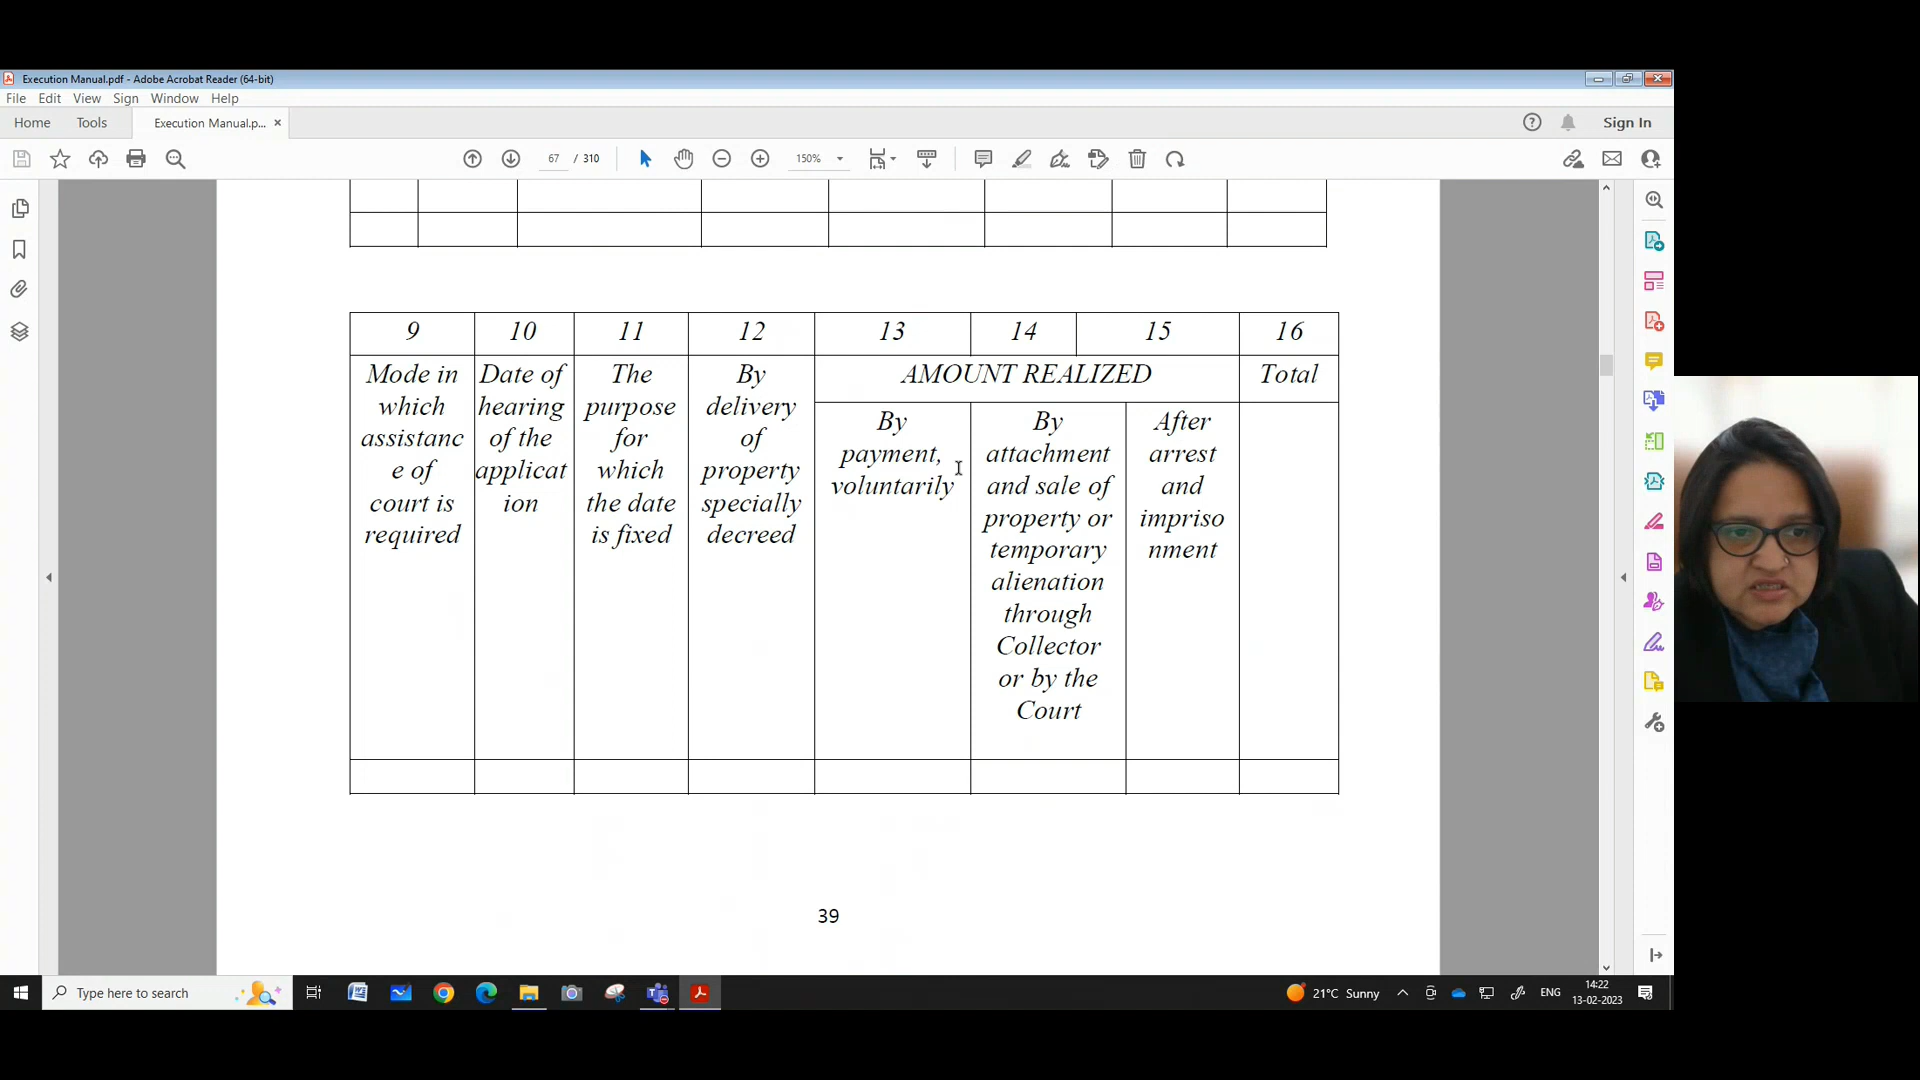 Execution Manual.pdf - Adobe Acrobat Reader (64-bit)
File Edit View Sign Window Help
Home Tools Execution Manual.p... × Sign In
67 / 310 150%
9 10 11 12 13 14 15 16
AMOUNT REALIZED
Mode in
which
assistanc
e of
court is
required
Date of
hearing
of the
applicat
ion
The
purpose
for
which
the date
is fixed
By
delivery
of
property
specially
decreed
By
payment,
voluntarily
By
attachment
and sale of
property or
temporary
alienation
through
Collector
or by the
Court
After
arrest
and
impriso
nment
Total
39
Type here to search
21°C Sunny
ENG
14:22
13-02-2023